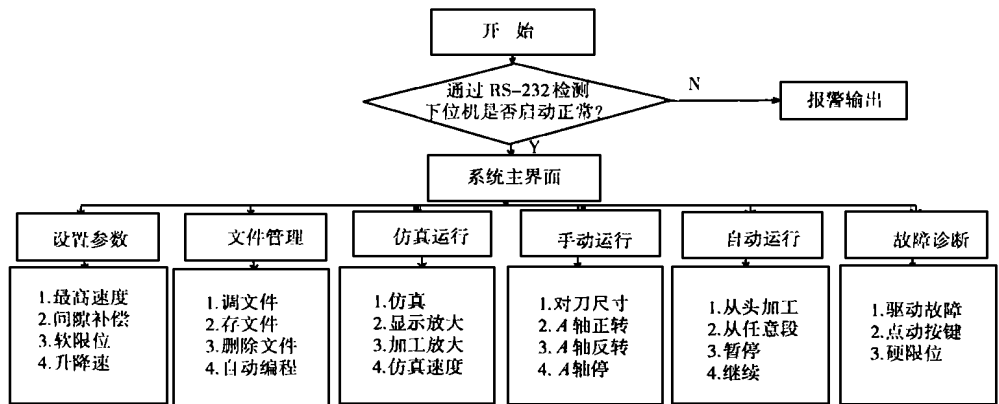 开 始
通过 RS-232检测
下位机是否启动正常?
N
报警输出
Y
系统主界面
设置参数
文件管理
仿真运行
手动运行
自动运行
故障诊断
1.最高速度
2.间隙补偿
3.软限位
4.升降速
1.调文件
2.存文件
3.删除文件
4.自动编程
1.仿真
2.显示放大
3.加工放大
4.仿真速度
1.对刀尺寸
2. A轴正转
3. A轴反转
4. A轴停
1.从头加工
2.从任意段
3.暂停
4.继续
1.驱动故障
2.点动按键
3.硬限位